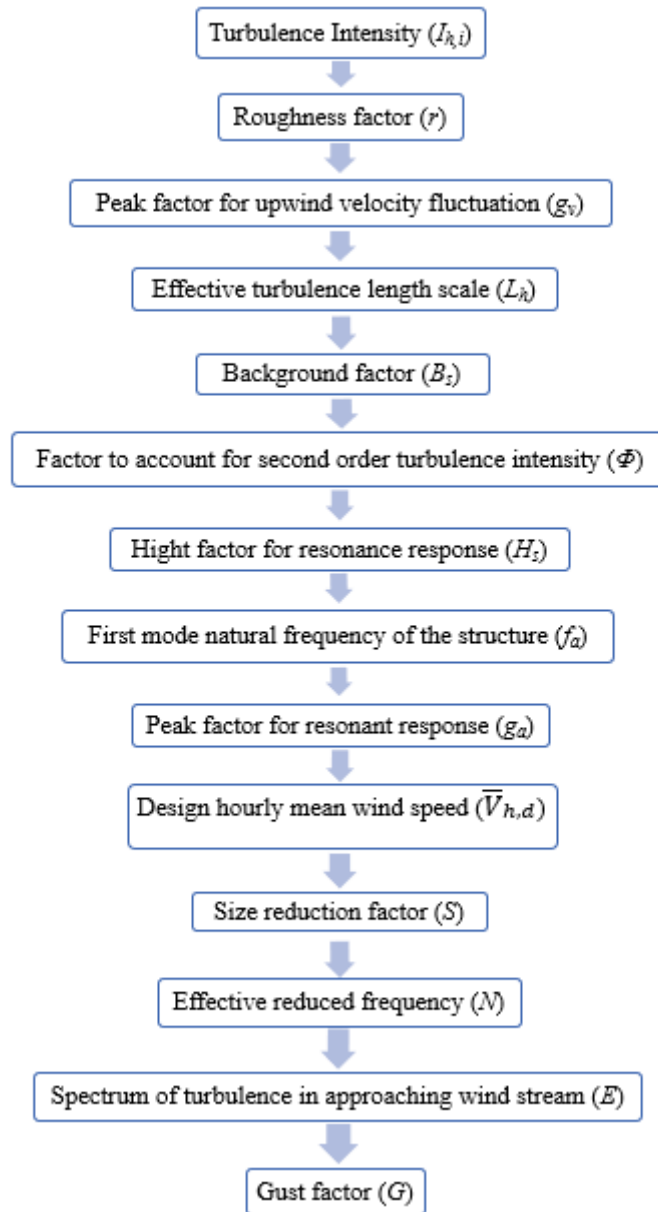 Turbulence Intensity (I_{h,i})
Roughness factor (r)
Peak factor for upwind velocity fluctuation (g_v)
Effective turbulence length scale (L_h)
Background factor (B_s)
Factor to account for second order turbulence intensity (Φ)
Hight factor for resonance response (H_s)
First mode natural frequency of the structure (f_a)
Peak factor for resonant response (g_a)
Design hourly mean wind speed (V̅_{h,d})
Size reduction factor (S)
Effective reduced frequency (N)
Spectrum of turbulence in approaching wind stream (E)
Gust factor (G)